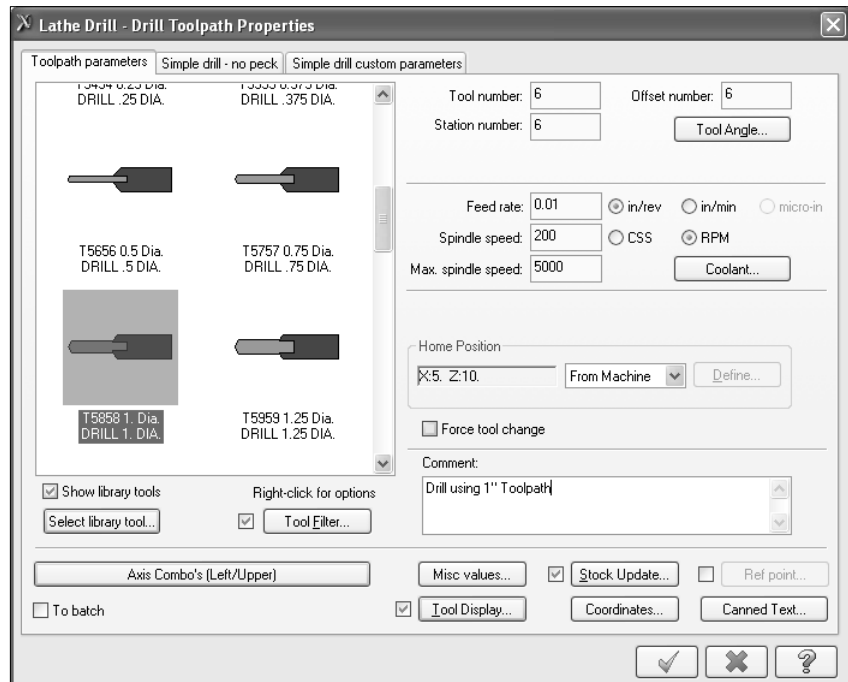 Lathe Drill - Drill Toolpath Properties
Toolpath parameters
Simple drill - no peck
Simple drill custom parameters
DRILL .25 DIA.
DRILL .375 DIA.
T5656 0.5 Dia.
DRILL .5 DIA.
T5757 0.75 Dia.
DRILL .75 DIA.
T5858 1. Dia.
DRILL 1. DIA.
T5959 1.25 Dia.
DRILL 1.25 DIA.
Show library tools
Right-click for options
Select library tool...
Tool Filter...
Tool number: 6
Offset number: 6
Station number: 6
Tool Angle...
Feed rate: 0.01
in/rev
in/min
micro-in
Spindle speed: 200
CSS
RPM
Max. spindle speed: 5000
Coolant...
Home Position
X:5. Z:10.
From Machine
Define...
Force tool change
Comment:
Drill using 1'' Toolpath
Axis Combo's (Left/Upper)
Misc values...
Stock Update...
Ref point...
To batch
Tool Display...
Coordinates...
Canned Text...